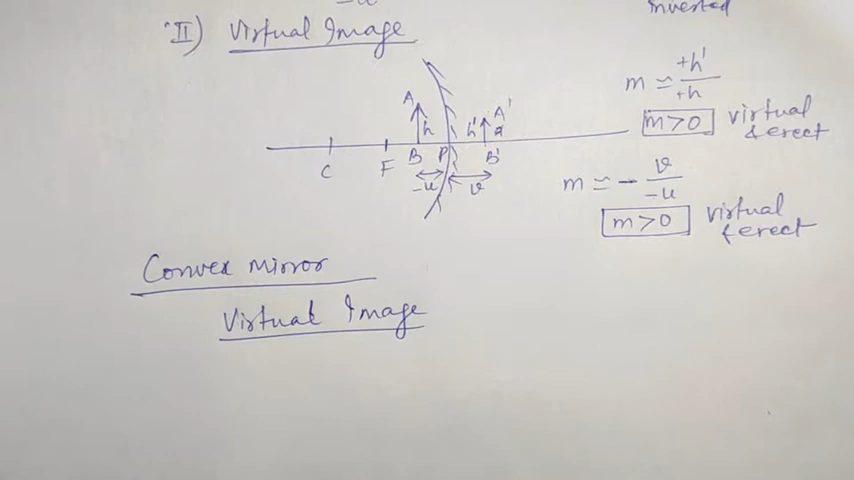 -u
inverted
II) Virtual Image
m ≃ +h'/+h
m>0 virtual & erect
A h h' A'
C F B P B'
-u v
m ≃ - v/-u
m>0 virtual & erect
Convex Mirror
Virtual Image